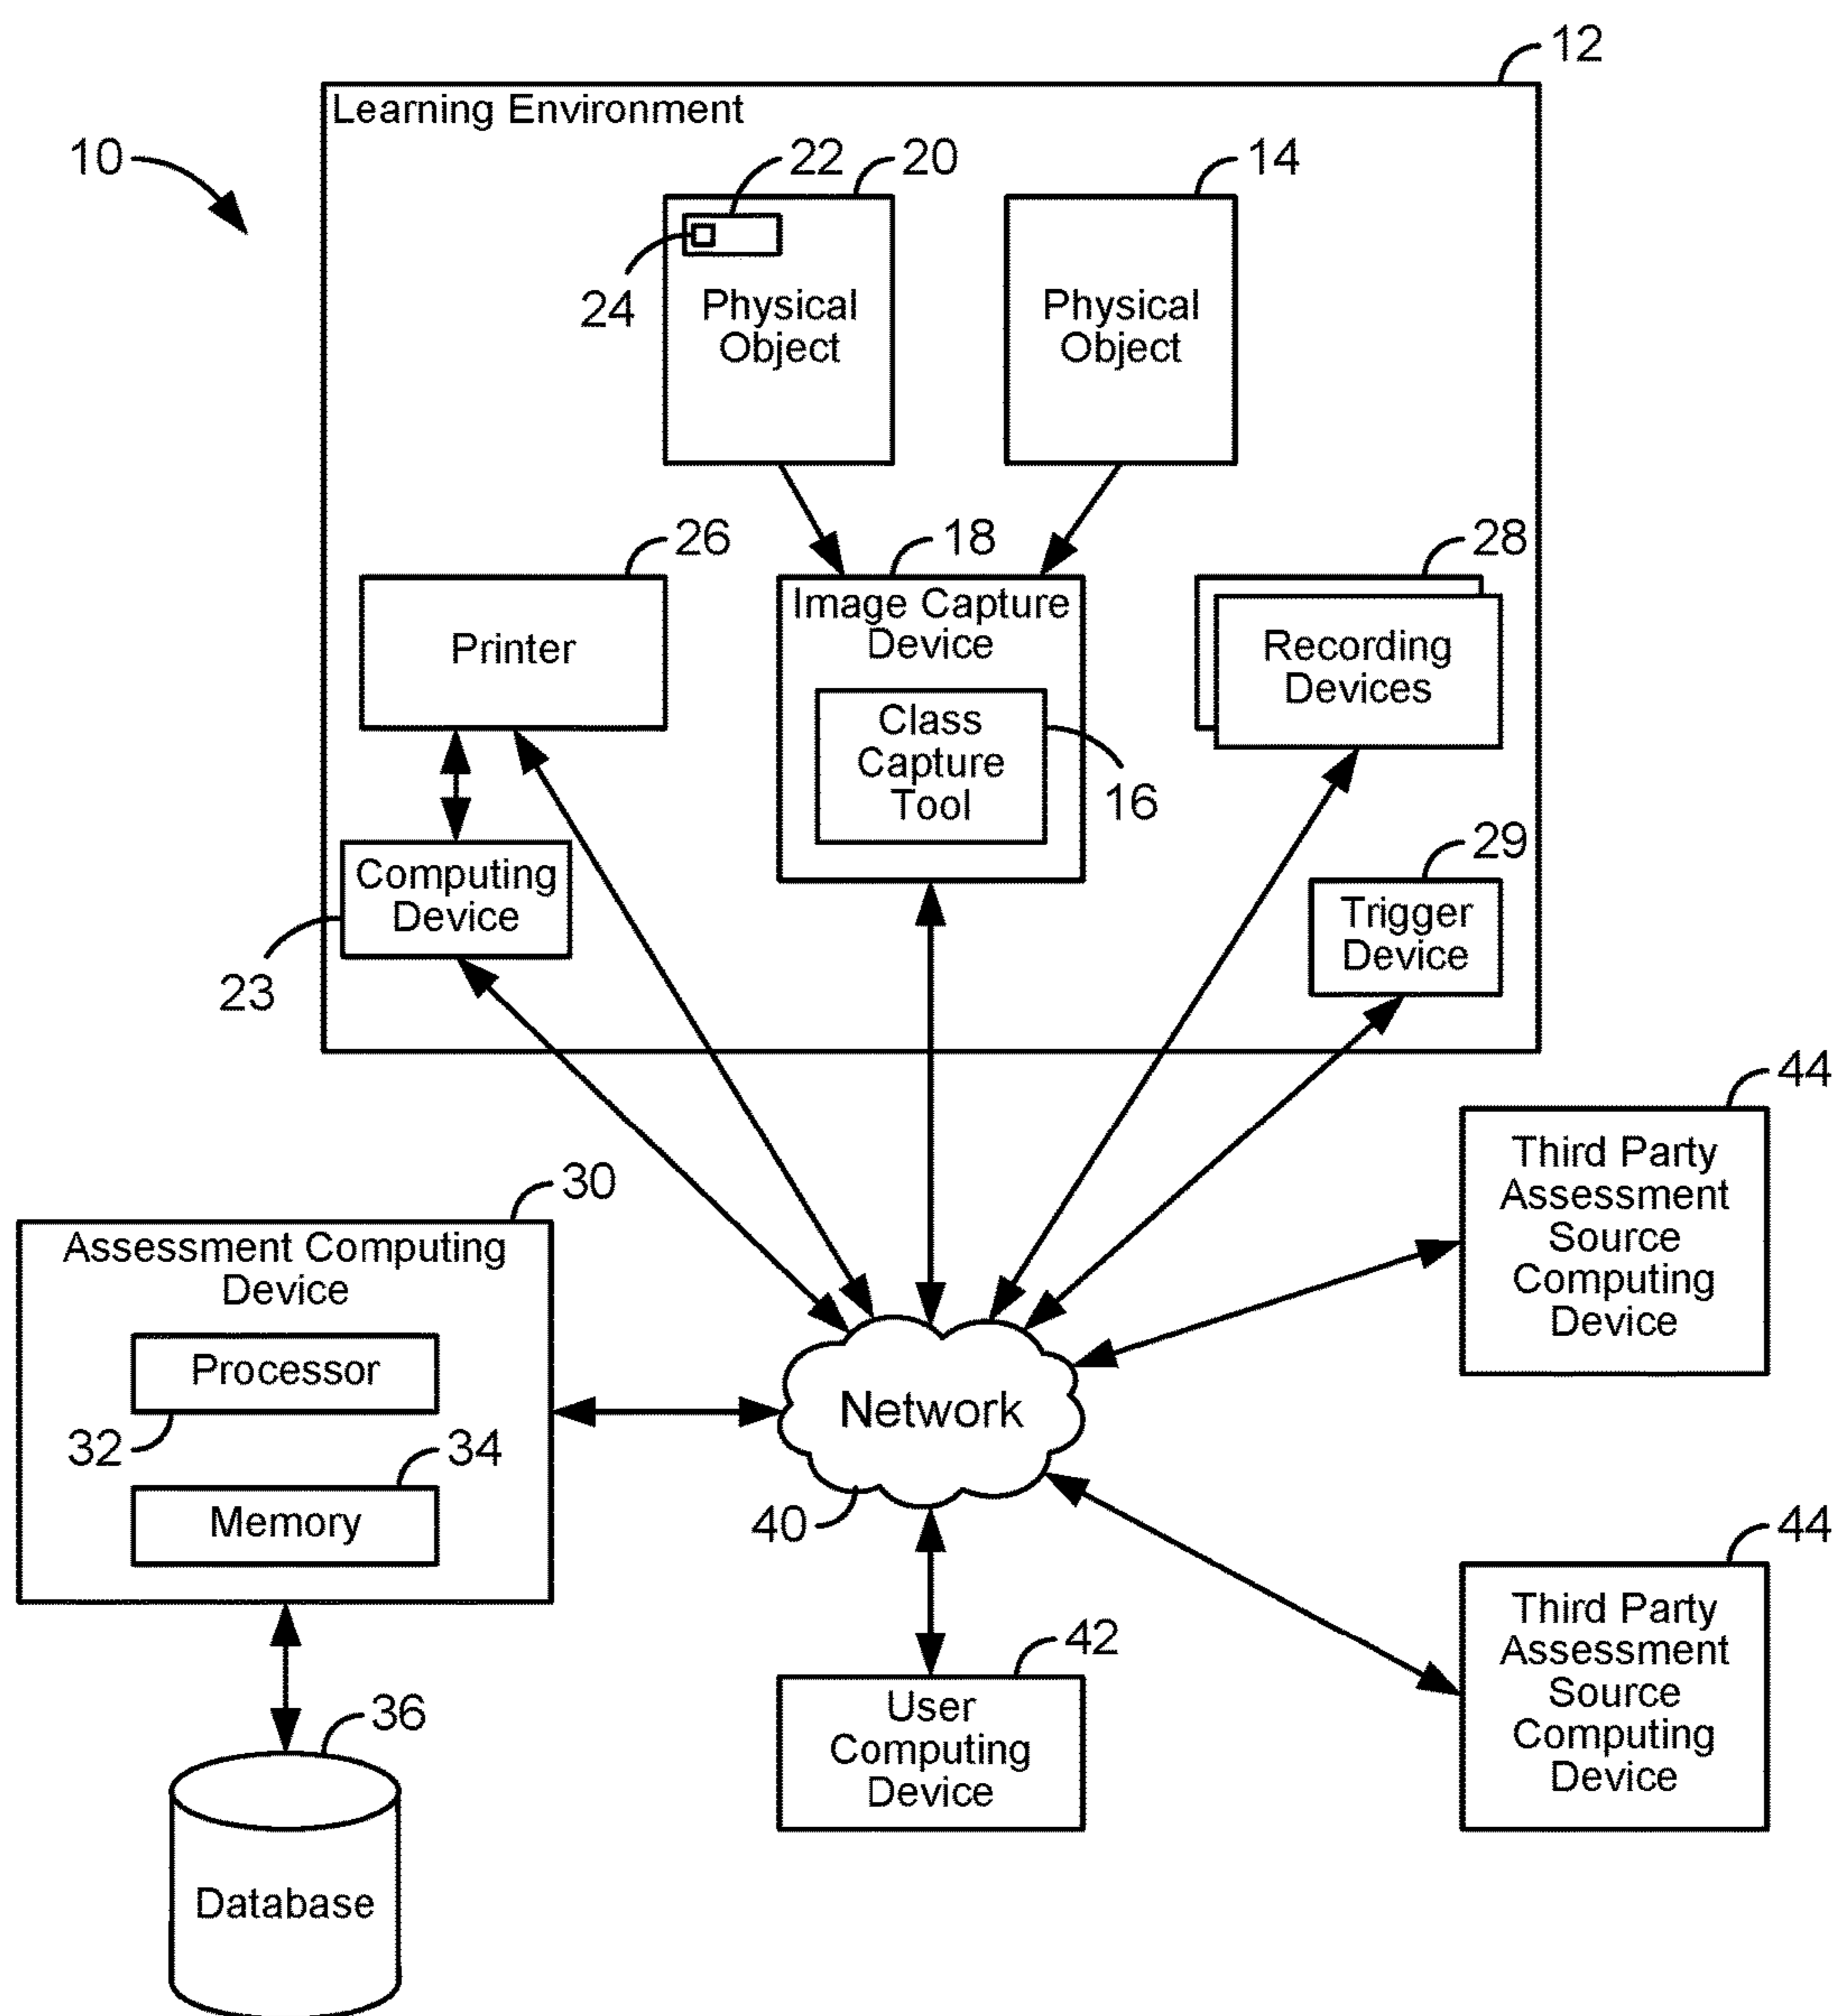 12
Learning Environment
10
22
20
14
24
Physical
Object
Physical
Object
26
18
28
Printer
Image Capture
Device
Recording
Devices
Class
Capture
Tool
16
29
Computing
Device
Trigger
Device
23
44
Third Party
Assessment
Source
Computing
Device
30
Assessment Computing
Device
Processor
32
34
Memory
Network
40
44
Third Party
Assessment
Source
Computing
Device
42
User
Computing
Device
36
Database